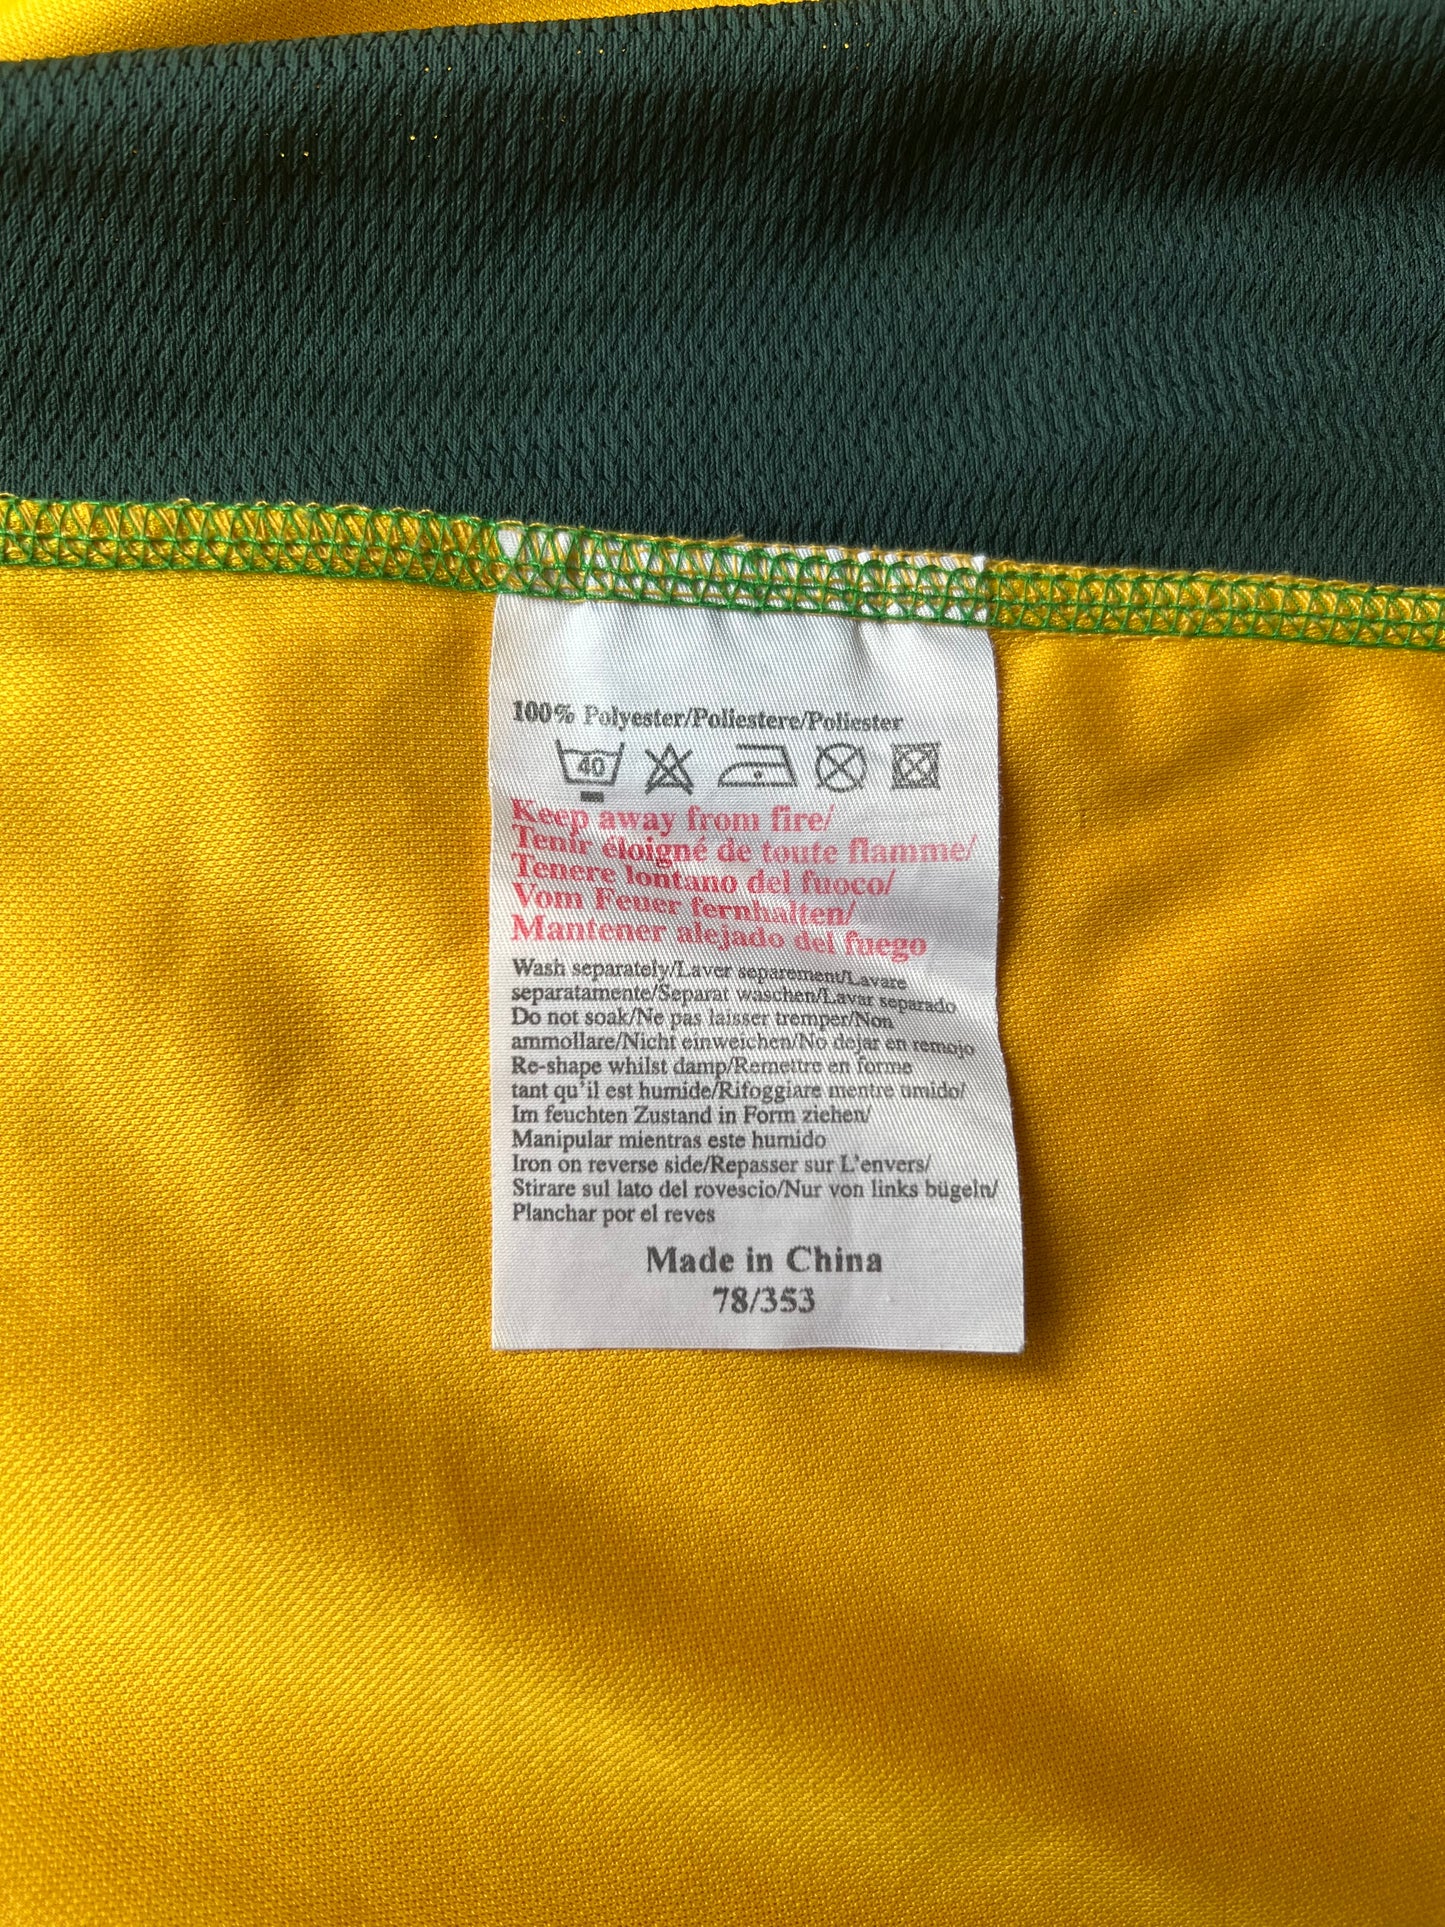 100% Polyester/Poliestere/Poliester
40
Keep away from fire/
Tenir éloigné de toute flamme/
Tenere lontano del fuoco/
Vom Feuer fernhalten/
Mantener alejado del fuego
Wash separately/Laver separement/Lavare
separatamente/Separat waschen/Lavar separado
Do not soak/Ne pas laisser tremper/Non
ammollare/Nicht einweichen/No dejar en remojo
Re-shape whilst damp/Remettre en forme
tant qu'il est humide/Rifoggiare mentre umido/
Im feuchten Zustand in Form ziehen/
Manipular mientras este humido
Iron on reverse side/Repasser sur L'envers/
Stirare sul lato del rovescio/Nur von links bügeln/
Planchar por el reves
Made in China
78/353